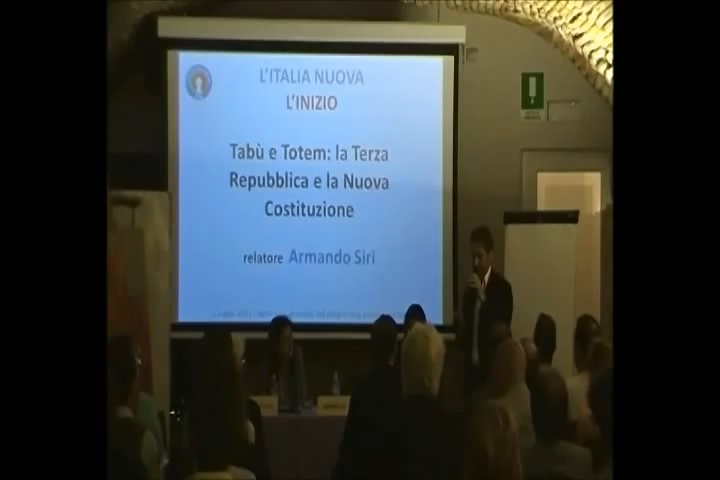 L'ITALIA NUOVA
L'INIZIO
Tabù e Totem: la Terza
Repubblica e la Nuova
Costituzione
relatore Armando Siri